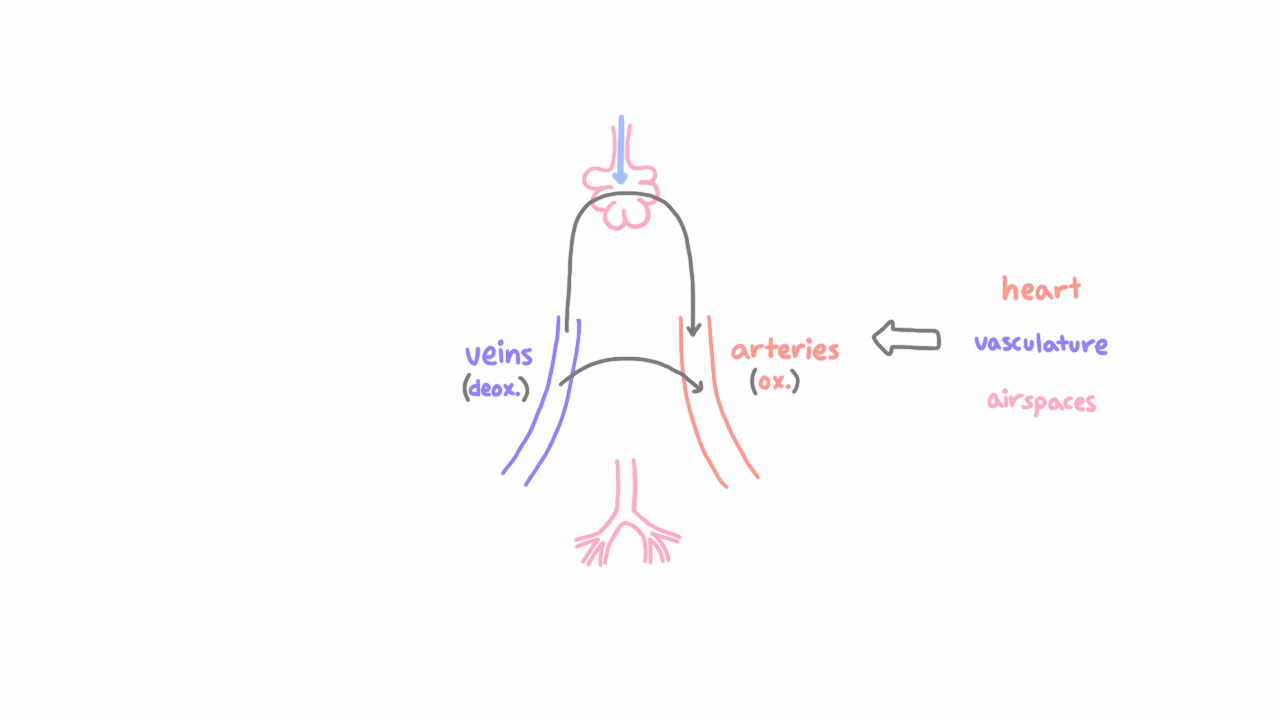 veins
(deox.)
arteries
(ox.)
heart
vasculature
airspaces